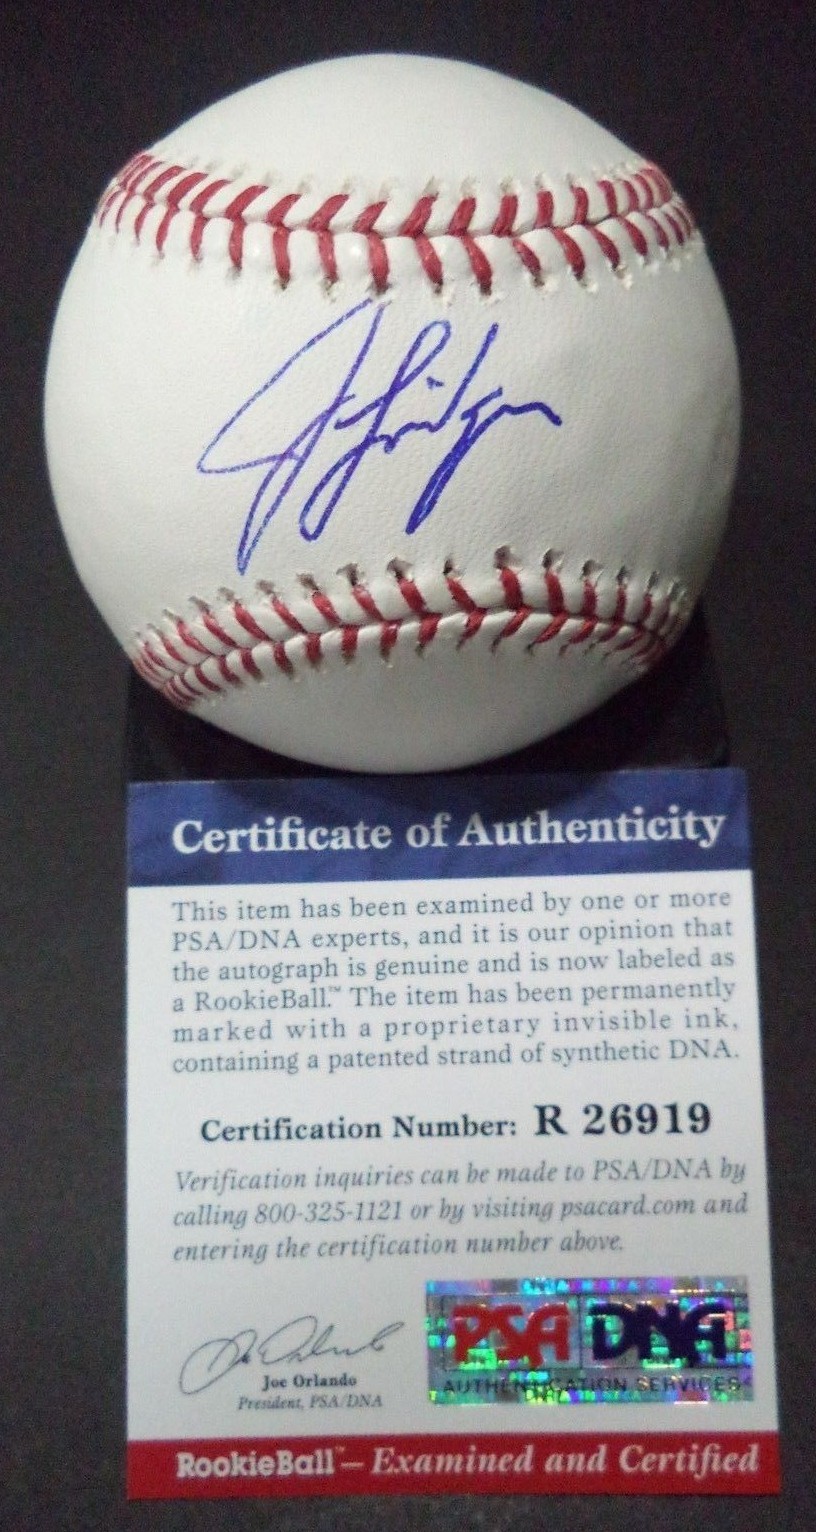 Certificate of Authenticity
This item has been examined by one or more
PSA/DNA experts, and it is our opinion that
the autograph is genuine and is now labeled as
a RookieBall.™ The item has been permanently
marked with a proprietary invisible ink,
containing a patented strand of synthetic DNA.
Certification Number: R 26919
Verification inquiries can be made to PSA/DNA by
calling 800-325-1121 or by visiting psacard.com and
entering the certification number above.
PSA DNA
AUTHENTICATION SERVICES
Joe Orlando
President, PSA/DNA
RookieBall™ – Examined and Certified